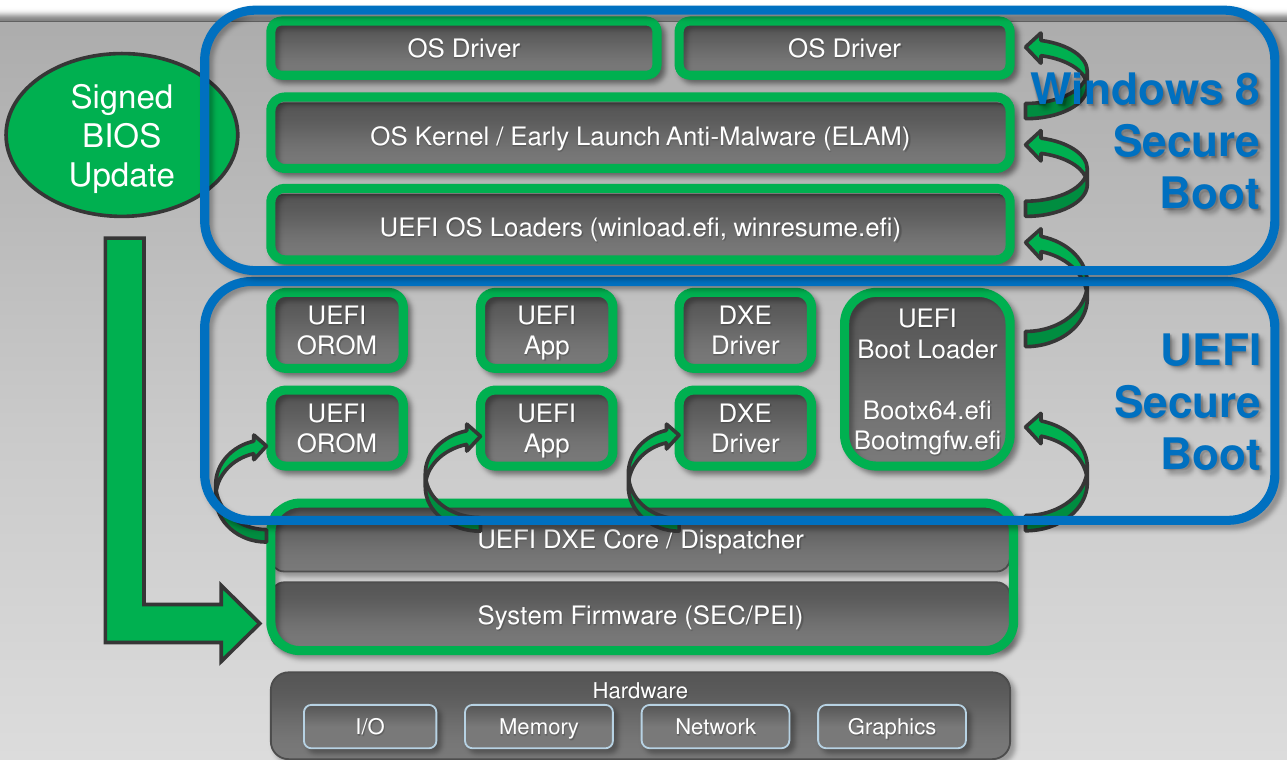 OS Driver
OS Driver
Signed
BIOS
Update
Windows 8
Secure
Boot
OS Kernel / Early Launch Anti-Malware (ELAM)
UEFI OS Loaders (winload.efi, winresume.efi)
UEFI
OROM
UEFI
App
DXE
Driver
UEFI
Boot Loader
Bootx64.efi
Bootmgfw.efi
UEFI
Secure
Boot
UEFI
OROM
UEFI
App
DXE
Driver
UEFI DXE Core / Dispatcher
System Firmware (SEC/PEI)
Hardware
I/O
Memory
Network
Graphics